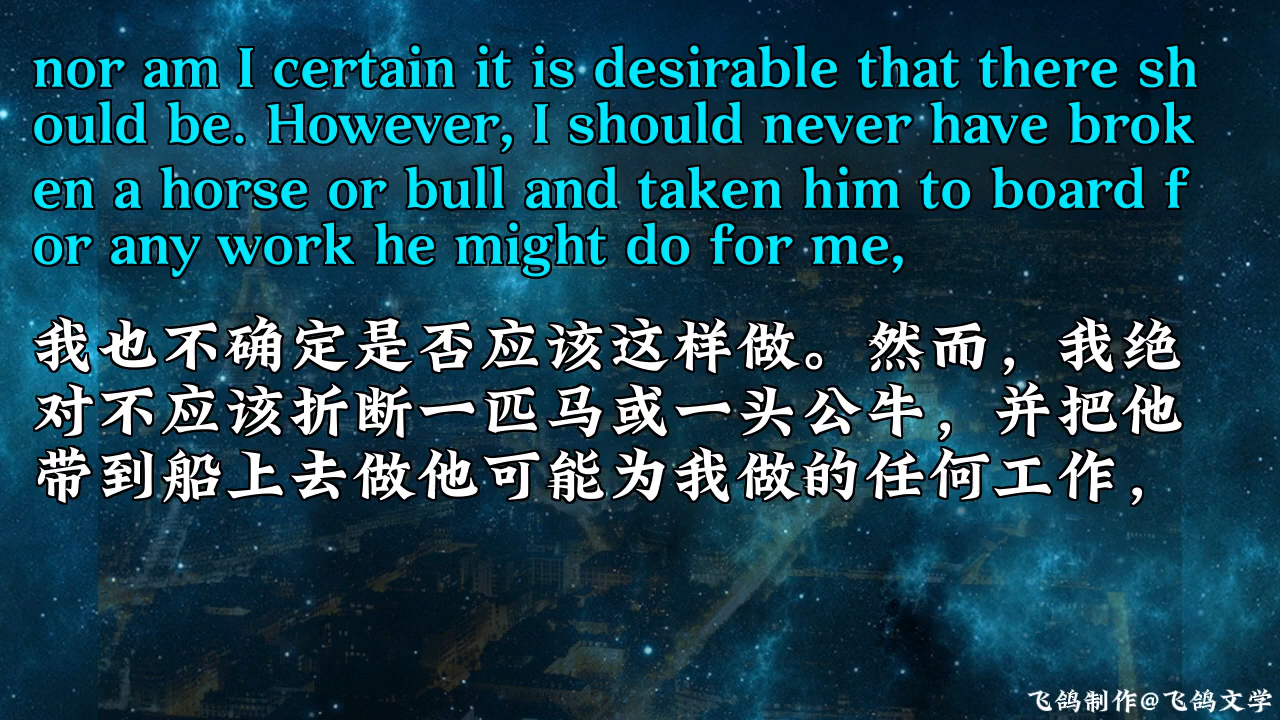 nor am I certain it is desirable that there sh
ould be. However, I should never have brok
en a horse or bull and taken him to board f
or any work he might do for me,
我也不确定是否应该这样做。然而，我绝
对不应该折断一匹马或一头公牛，并把他
带到船上去做他可能为我做的任何工作，
飞鸽制作@飞鸽文学